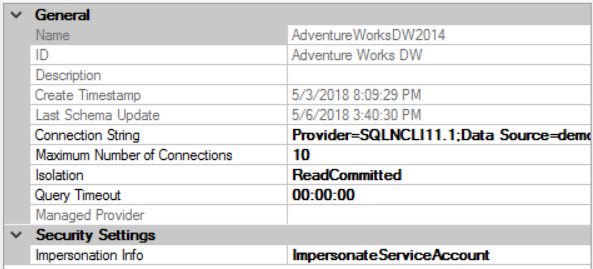 General
Name AdventureWorksDW2014
ID Adventure Works DW
Description
Create Timestamp 5/3/2018 8:09:29 PM
Last Schema Update 5/6/2018 3:40:30 PM
Connection String Provider=SQLNCLI11.1;Data Source=demo
Maximum Number of Connections 10
Isolation ReadCommitted
Query Timeout 00:00:00
Managed Provider
Security Settings
Impersonation Info ImpersonateServiceAccount